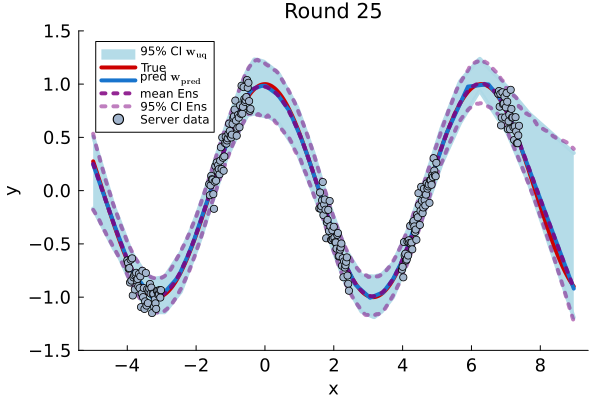 Round 25
1.5
1.0
0.5
0.0
−0.5
−1.0
−1.5
y
95% CI w_uq
True
pred w_pred
mean Ens
95% CI Ens
Server data
−4 −2 0 2 4 6 8
x